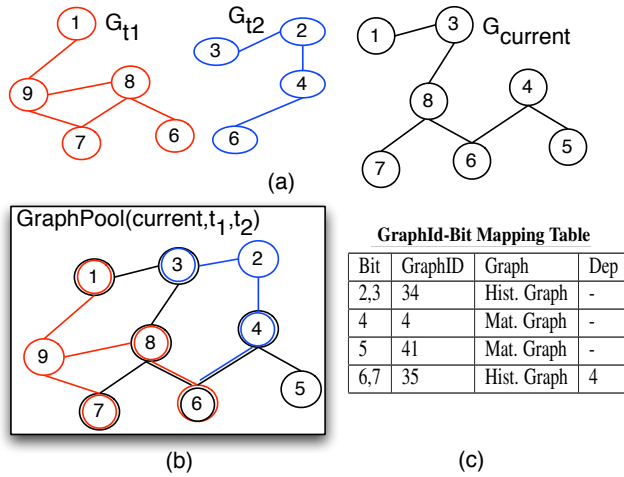 G_t1
1
9
8
7
6
G_t2
2
3
4
6
G_current
1
3
8
4
7
6
5
(a)
GraphPool(current,t_1,t_2)
1
3
2
9
8
4
7
6
5
(b)
GraphId-Bit Mapping Table
Bit GraphID Graph Dep
2,3 34 Hist. Graph -
4 4 Mat. Graph -
5 41 Mat. Graph -
6,7 35 Hist. Graph 4
(c)